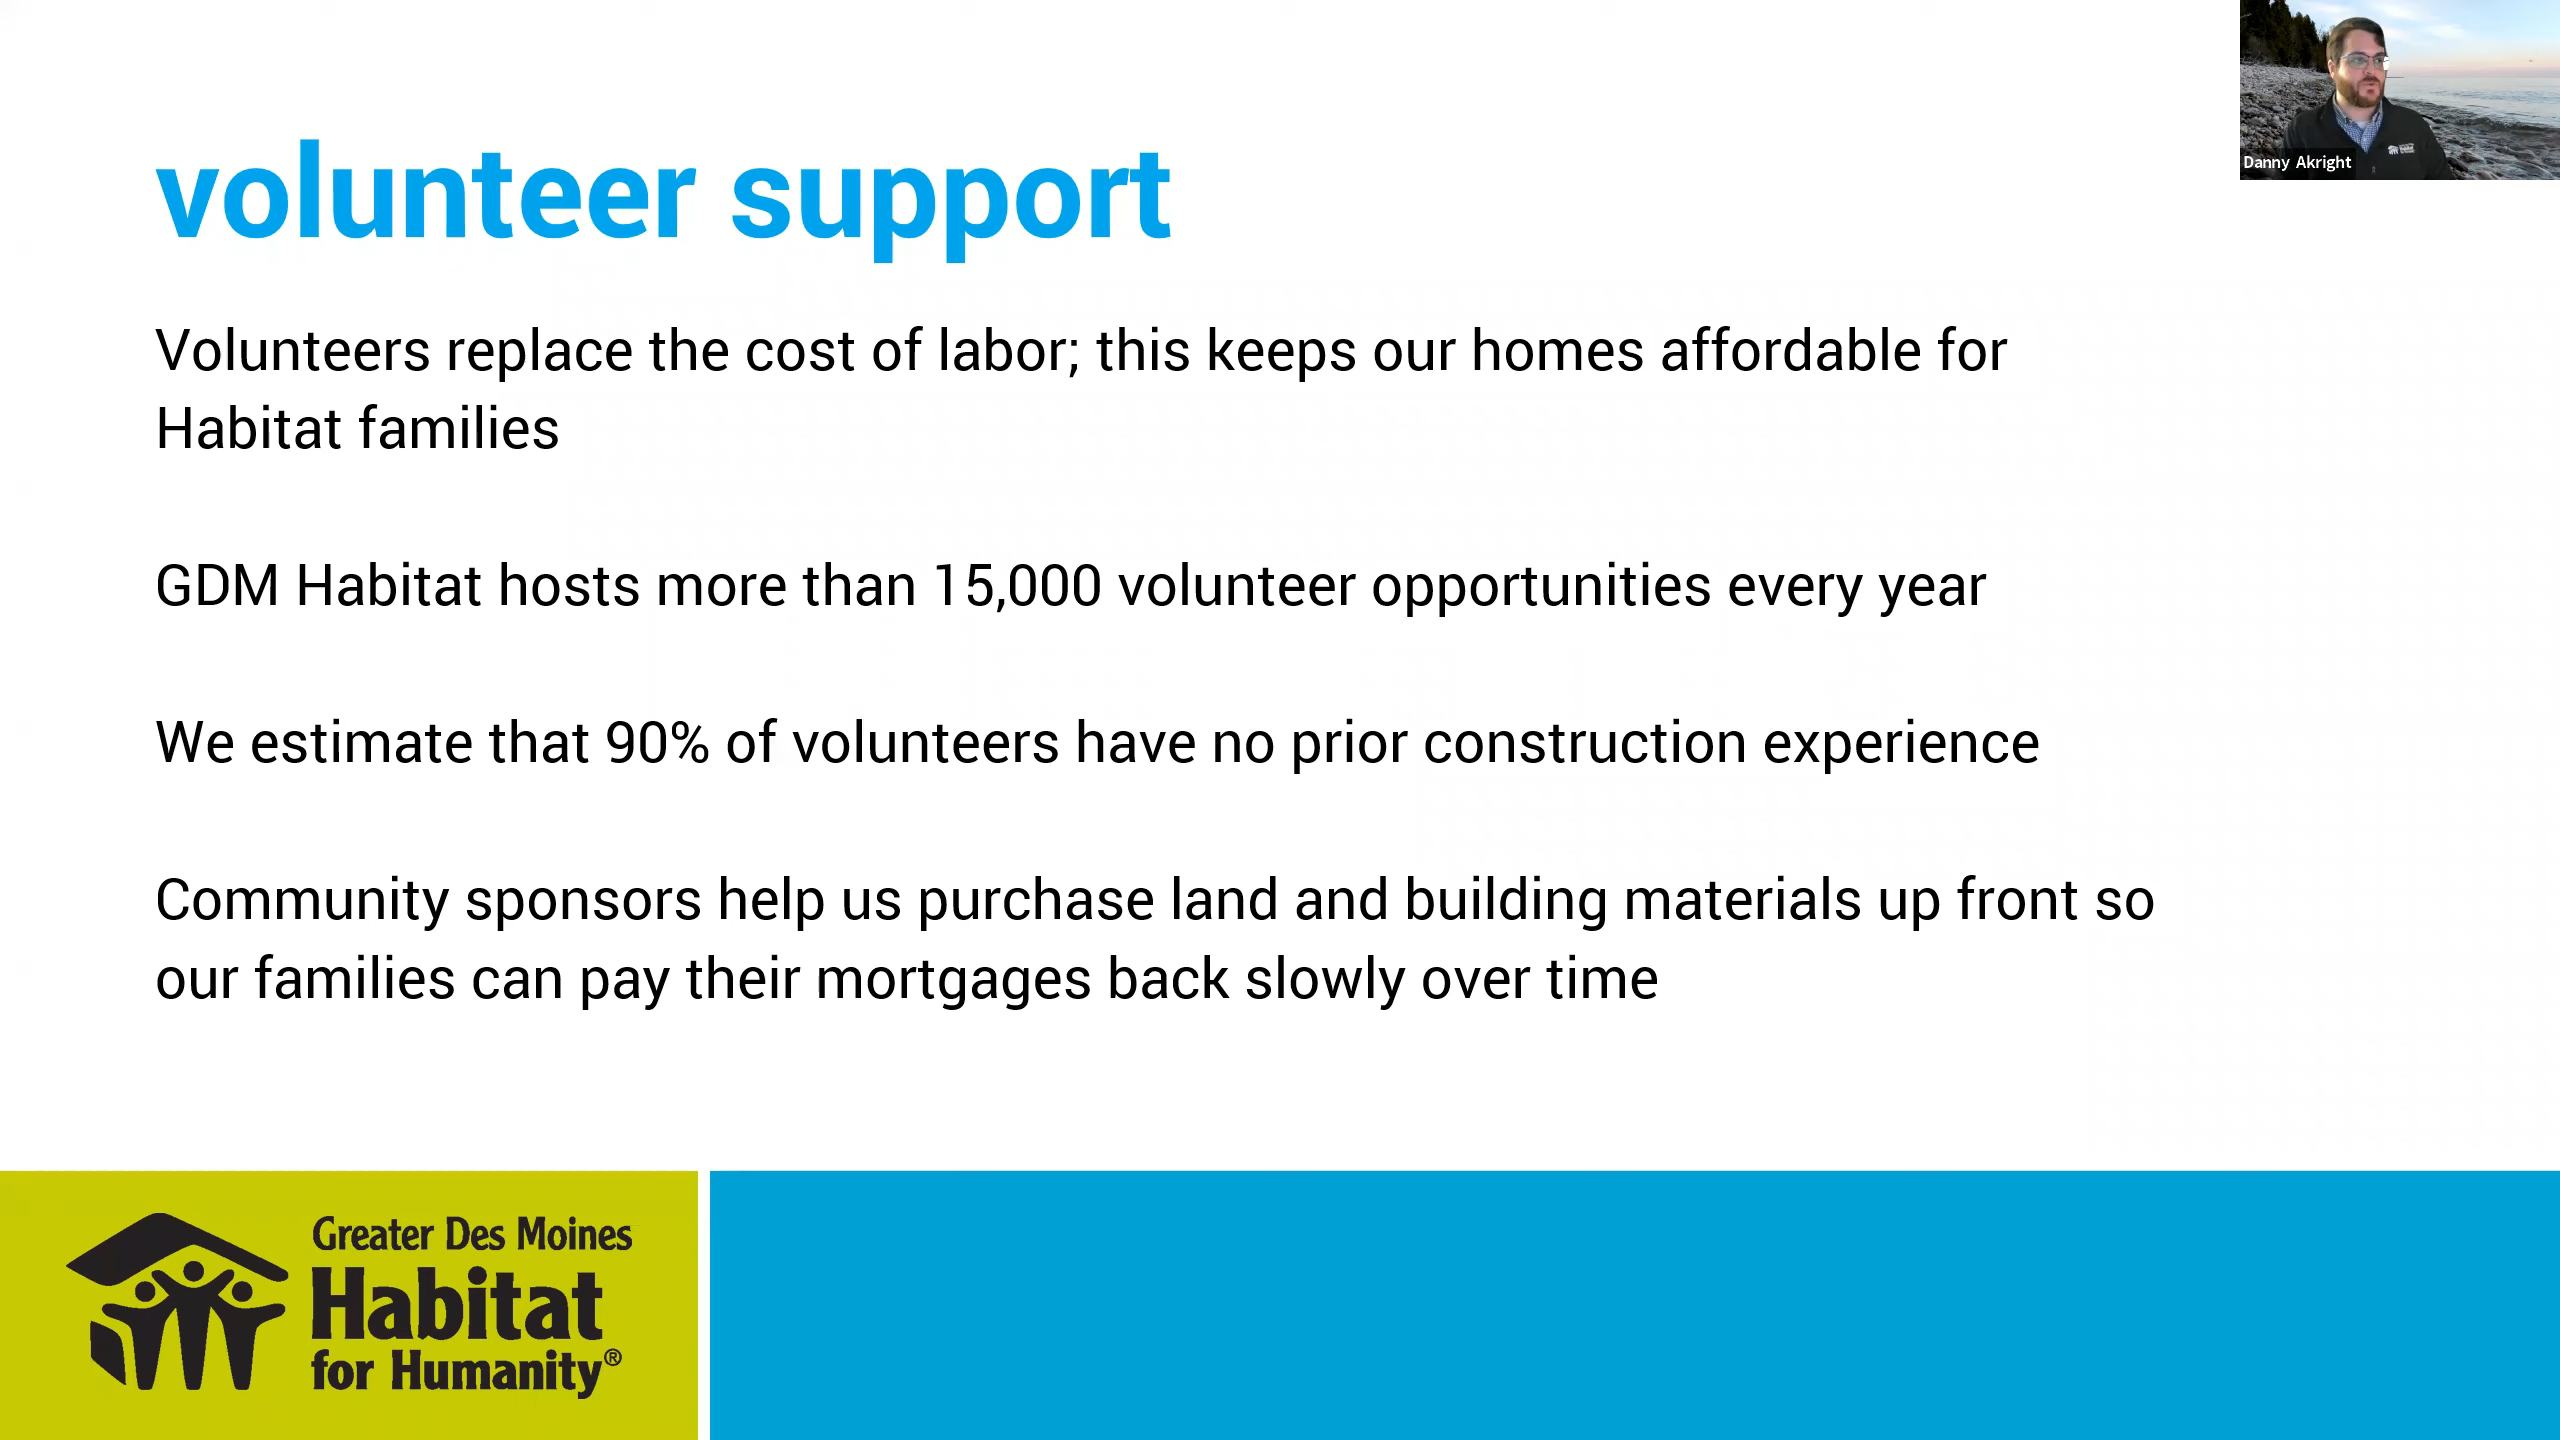 volunteer support
Danny Akright
Volunteers replace the cost of labor; this keeps our homes affordable for
Habitat families
GDM Habitat hosts more than 15,000 volunteer opportunities every year
We estimate that 90% of volunteers have no prior construction experience
Community sponsors help us purchase land and building materials up front so
our families can pay their mortgages back slowly over time
Greater Des Moines
Habitat
for Humanity®